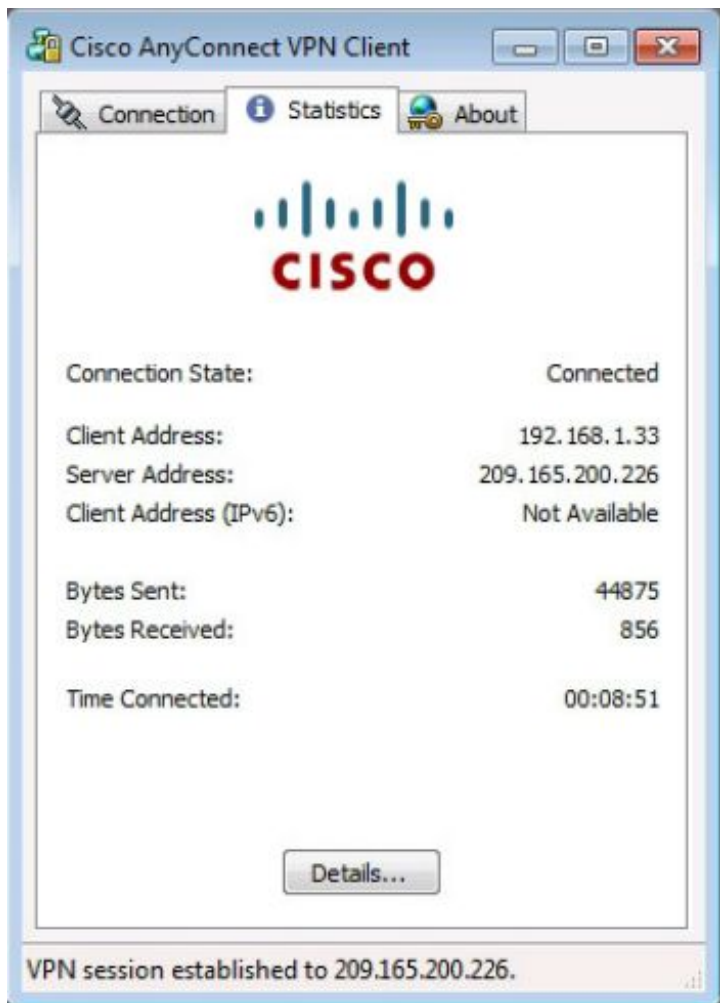 Cisco AnyConnect VPN Client
Connection Statistics About
CISCO
Connection State: Connected
Client Address: 192.168.1.33
Server Address: 209.165.200.226
Client Address (IPv6): Not Available
Bytes Sent: 44875
Bytes Received: 856
Time Connected: 00:08:51
Details...
VPN session established to 209.165.200.226.